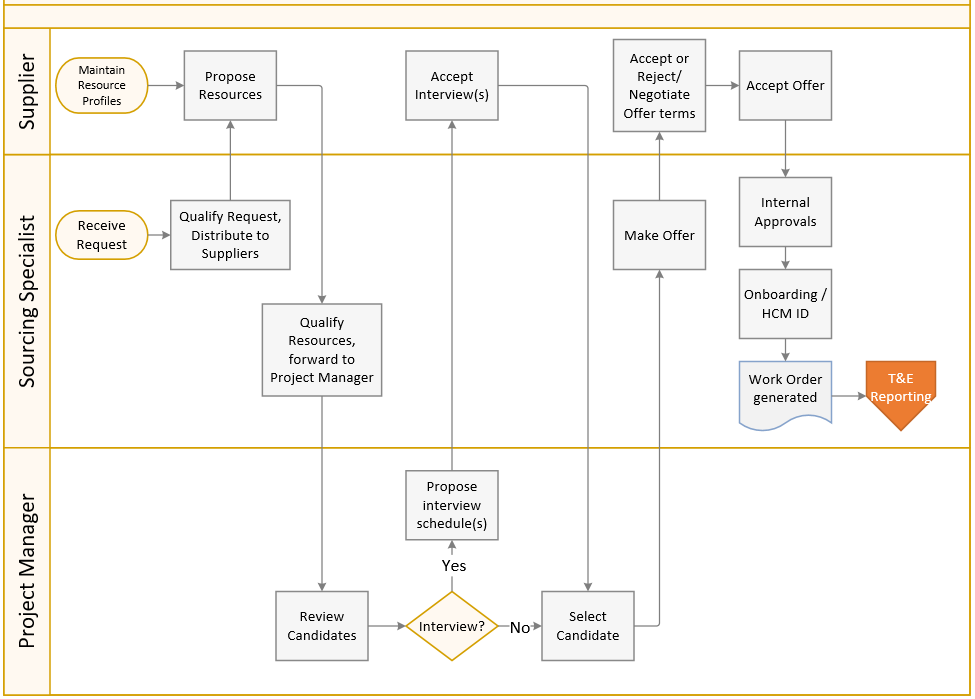 Supplier
Maintain
Resource
Profiles
Propose
Resources
Accept
Interview(s)
Accept or
Reject/
Negotiate
Offer terms
Accept Offer
Sourcing Specialist
Receive
Request
Qualify Request,
Distribute to
Suppliers
Make Offer
Internal
Approvals
Qualify
Resources,
forward to
Project Manager
Onboarding /
HCM ID
Work Order
generated
T&E
Reporting
Project Manager
Propose
interview
schedule(s)
Yes
Review
Candidates
Interview?
No
Select
Candidate